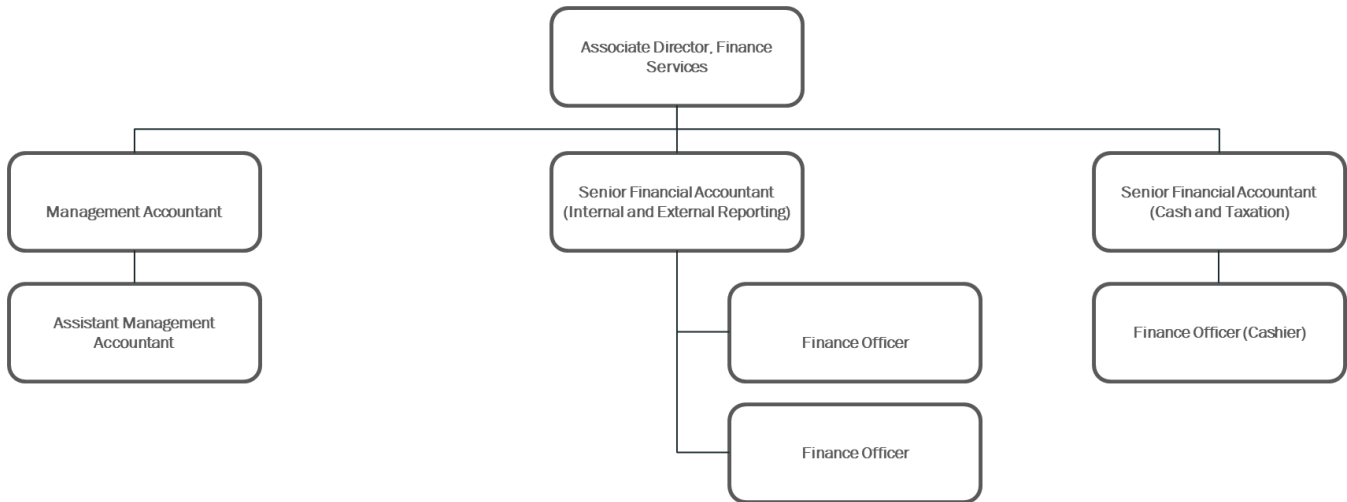 Associate Director, Finance
Services
Management Accountant
Senior Financial Accountant
(Internal and External Reporting)
Senior Financial Accountant
(Cash and Taxation)
Assistant Management
Accountant
Finance Officer
Finance Officer (Cashier)
Finance Officer